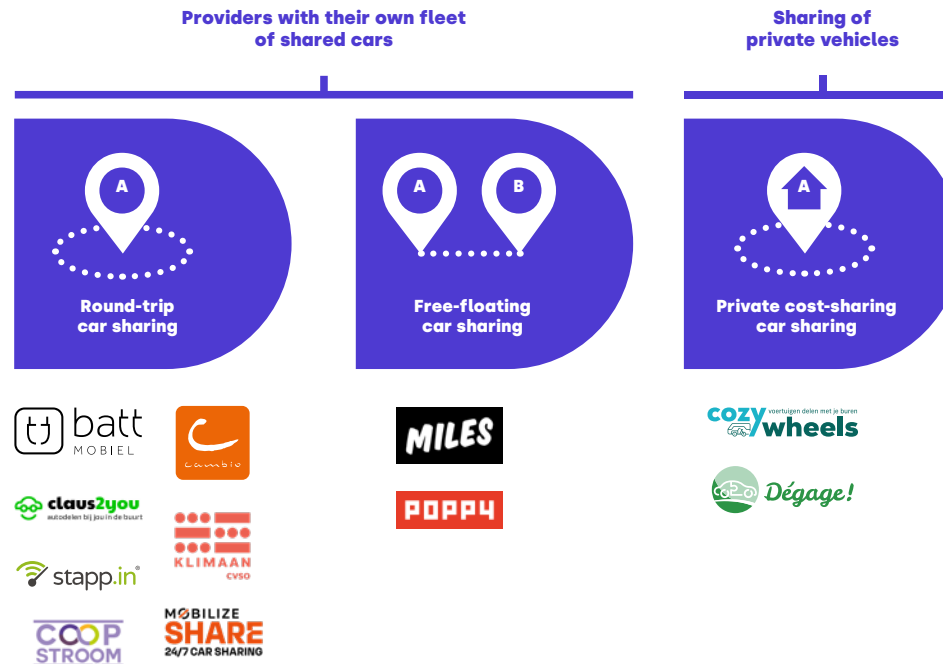 Providers with their own fleet
of shared cars
Sharing of
private vehicles
A
Round-trip
car sharing
A
B
Free-floating
car sharing
A
Private cost-sharing
car sharing
batt
MOBIEL
cambio
claus2you
autodelen bij jou in de buurt
KLIMAAN
CVSO
stapp.in®
COOP
STROOM
MOBILIZE
SHARE
24/7 CAR SHARING
MILES
POPPY
cozy
voertuigen delen met je buren
wheels
Dégage!